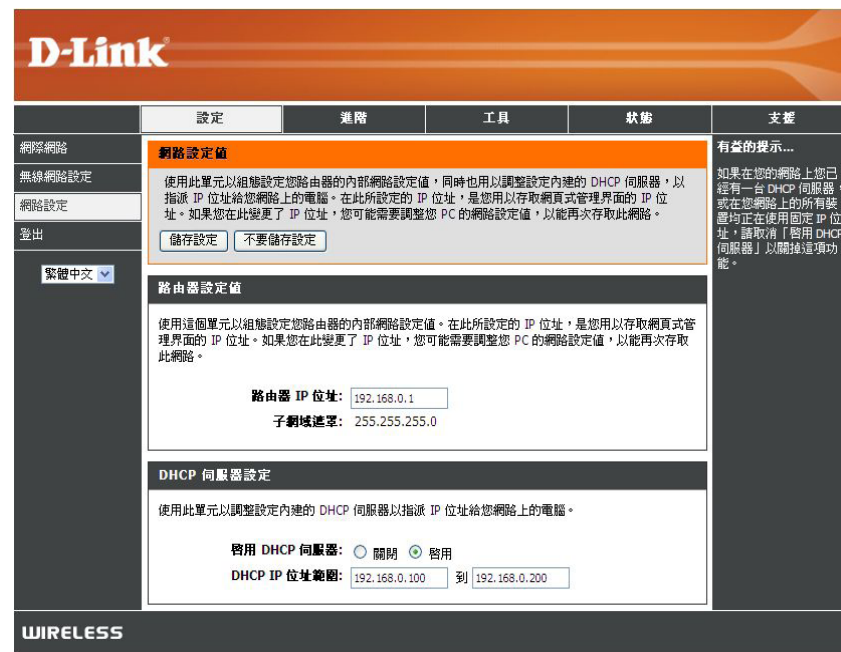 D-Link
設定
進階
工具
狀態
支援
網際網路
無線網路設定
網路設定
登出
繁體中文
網路設定值
使用此單元以組態設定您路由器的內部網路設定值，同時也用以調整設定內建的 DHCP 伺服器，以
指派 IP 位址給您網路上的電腦。在此所設定的 IP 位址，是您用以存取網頁式管理界面的 IP 位
址。如果您在此變更了 IP 位址，您可能需要調整您 PC 的網路設定值，以能再次存取此網路。
儲存設定 不要儲存設定
路由器設定值
使用這個單元以組態設定您路由器的內部網路設定值。在此所設定的 IP 位址，是您用以存取網頁式管
理界面的 IP 位址。如果您在此變更了 IP 位址，您可能需要調整您 PC 的網路設定值，以能再次存取
此網路。
路由器 IP 位址: 192.168.0.1
子網域遮罩: 255.255.255.0
DHCP 伺服器設定
使用此單元以調整設定內建的 DHCP 伺服器以指派 IP 位址給您網路上的電腦。
啓用 DHCP 伺服器: 關閉 啓用
DHCP IP 位址範圍: 192.168.0.100 到 192.168.0.200
有益的提示...
如果在您的網路上您已
經有一台 DHCP 伺服器，
或在您網路上的所有裝
置均正在使用固定 IP 位
址，請取消「啓用 DHCP
伺服器」以關掉這項功
能。
WIRELESS